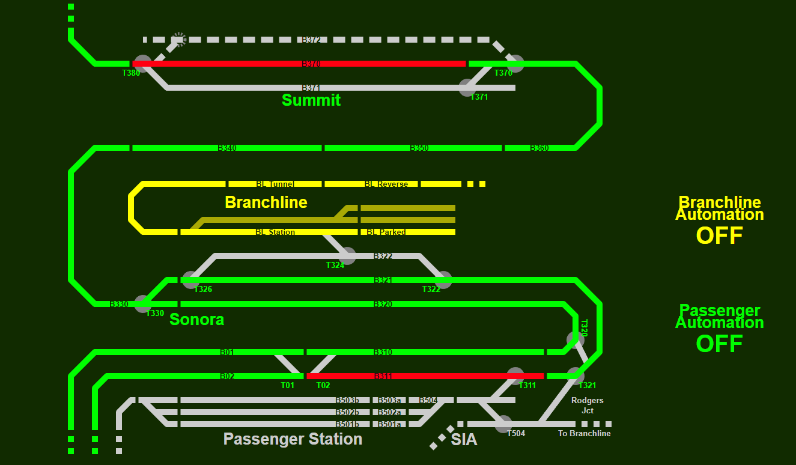 B372
B370
T380
T370
B371
T371
Summit
B340
B350
B360
BL Tunnel
BL Reverse
Branchline
Branchline
Automation
OFF
BL Station
BL Parked
B322
T324
B321
T326
T322
B330
B320
T330
Sonora
T320
Passenger
Automation
OFF
B01
B310
B02
B311
T01
T02
T311
T321
B503b
B503a
B504
Rodgers
Jct
B502b
B502a
B501b
B501a
T504
To Branchline
Passenger Station
SIA